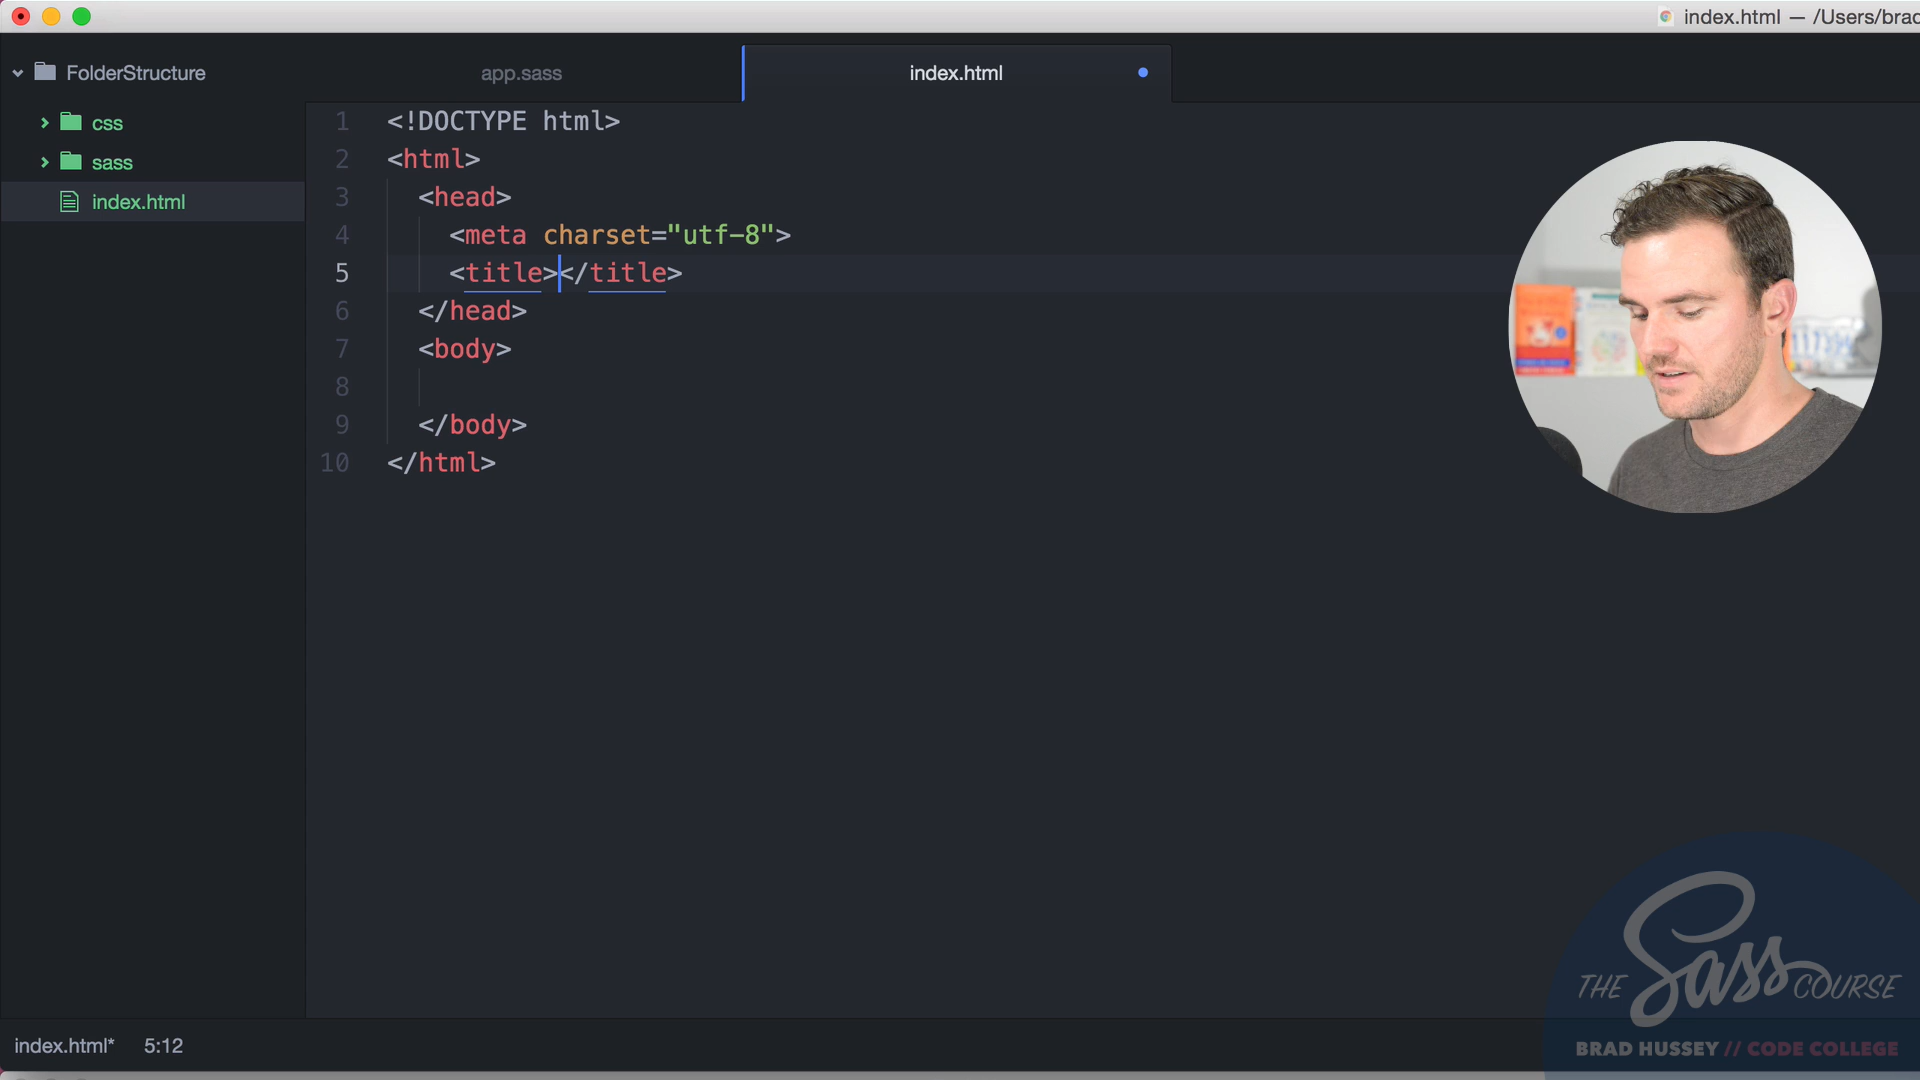 index.html — /Users/brad
FolderStructure
css
sass
index.html
app.sass
index.html
1 <!DOCTYPE html>
2 <html>
3 <head>
4 <meta charset="utf-8">
5 <title></title>
6 </head>
7 <body>
8
9 </body>
10 </html>
THE Sass COURSE
BRAD HUSSEY // CODE COLLEGE
index.html* 5:12